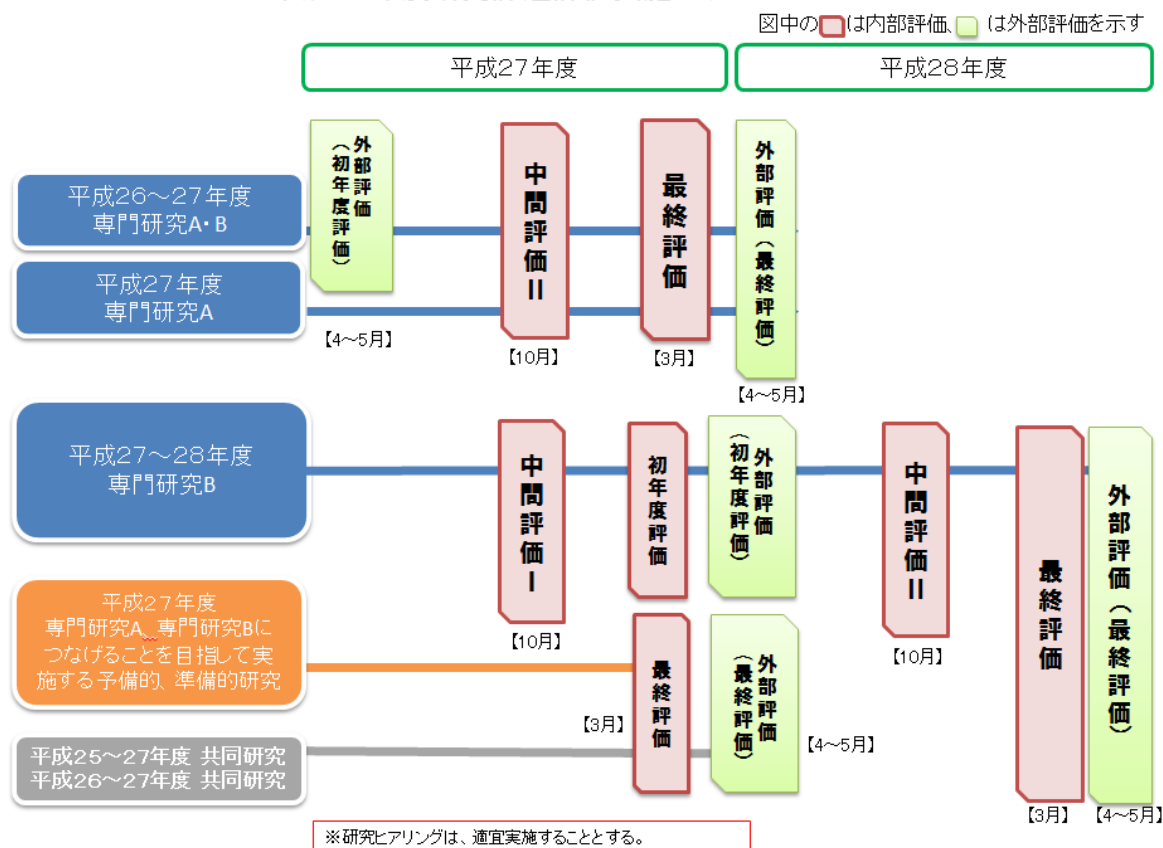 図中の は内部評価、 は外部評価を示す
平成27年度
平成28年度
平成26～27年度
専門研究A・B
平成27年度
専門研究A
外部評価
（初年度評価）
【4～5月】
中間評価Ⅱ
【10月】
最終評価
【3月】
外部評価（最終評価）
【4～5月】
平成27～28年度
専門研究B
中間評価Ⅰ
【10月】
初年度評価
外部評価
（初年度評価）
中間評価Ⅱ
【10月】
最終評価
【3月】
外部評価（最終評価）
【4～5月】
平成27年度
専門研究A、専門研究Bに
つなげることを目指して実
施する予備的、準備的研究
【3月】
最終評価
外部評価
（最終評価）
【4～5月】
平成25～27年度 共同研究
平成26～27年度 共同研究
※研究ヒアリングは、適宜実施することとする。